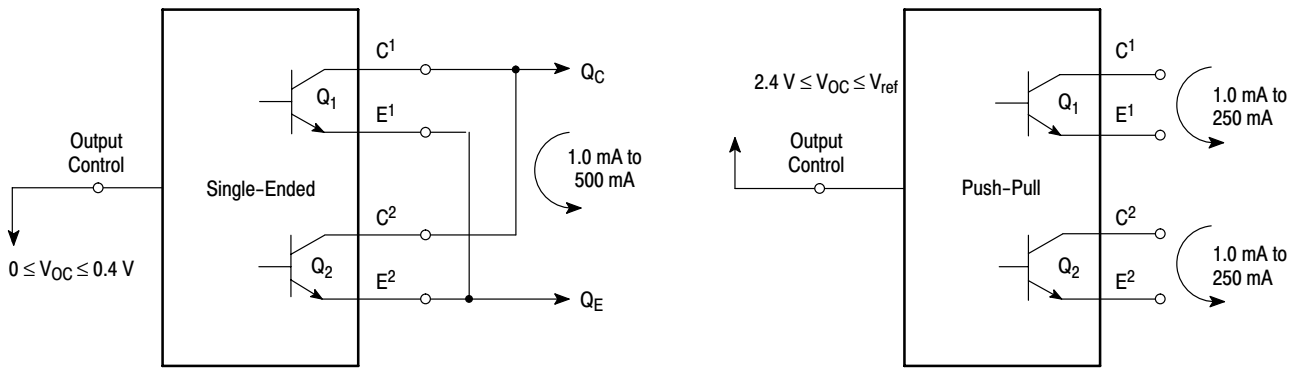 C1
Q1
E1
QC
Output
Control
Single-Ended
1.0 mA to
500 mA
C2
Q2
E2
QE
0 ≤ VOC ≤ 0.4 V
2.4 V ≤ VOC ≤ Vref
Output
Control
Push-Pull
C1
Q1
E1
1.0 mA to
250 mA
C2
Q2
E2
1.0 mA to
250 mA